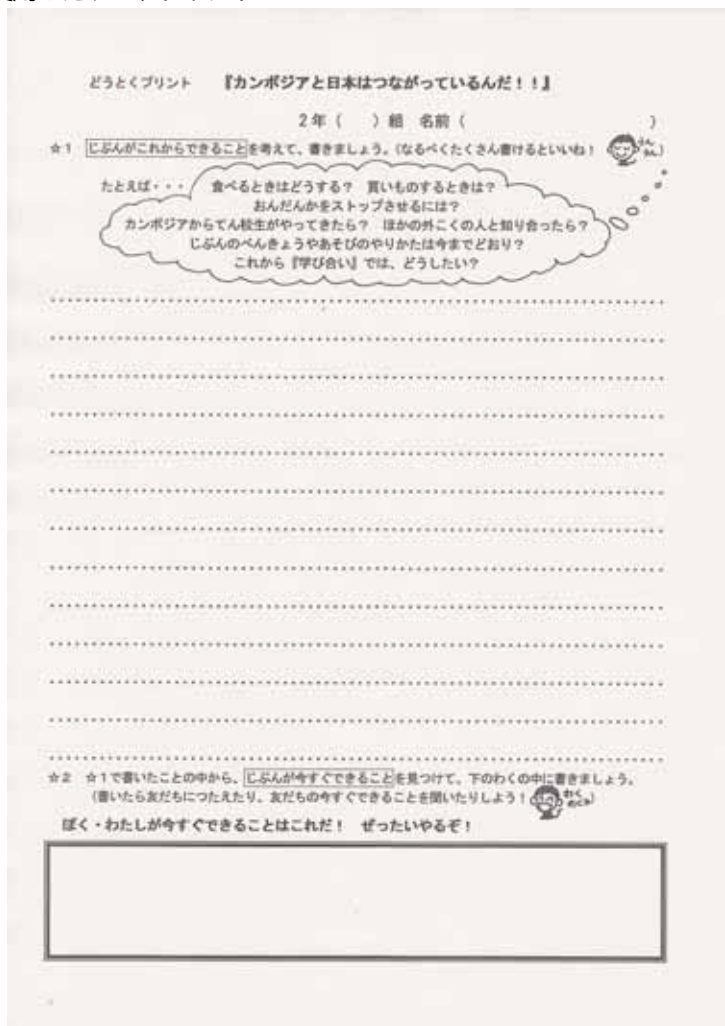 どうとくプリント 『カンボジアと日本はつながっているんだ！！』
2年（　）組 名前（　　）
☆1 じぶんがこれからできることを考えて、書きましょう。（なるべくたくさん書けるといいね！ うんうん）
たとえば・・・ 食べるときはどうする？ 買いものするときは？
おんだんかをストップさせるには？
カンボジアからてん校生がやってきたら？ ほかの外こくの人と知り合ったら？
じぶんのべんきょうやあそびのやりかたは今までどおり？
これから『学び合い』では、どうしたい？
☆2 ☆1で書いたことの中から、じぶんが今すぐできることを見つけて、下のわくの中に書きましょう。
（書いたら友だちにつたえたり、友だちの今すぐできることを聞いたりしよう！ ）
ぼく・わたしが今すぐできることはこれだ！ ぜったいやるぞ！